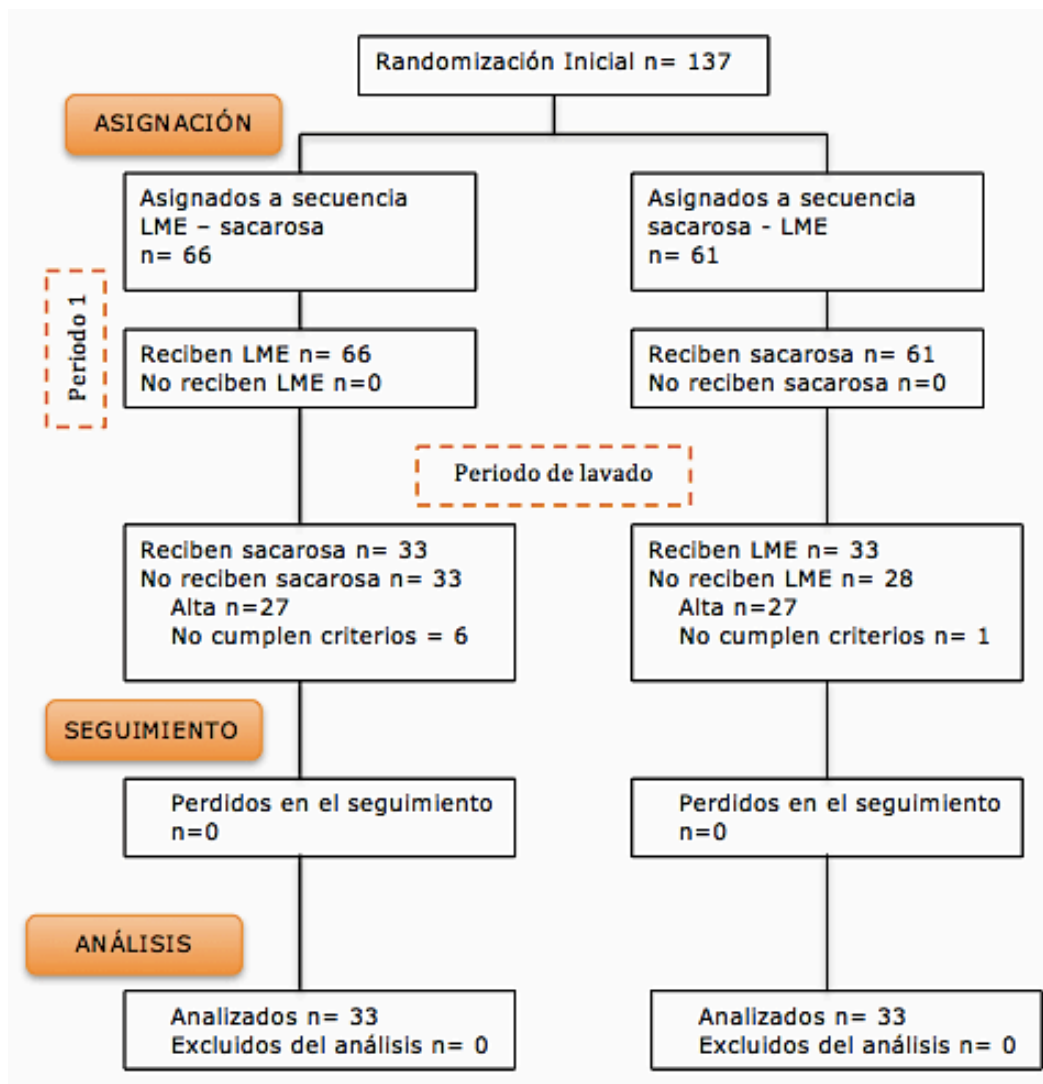 Randomización Inicial n= 137
ASIGNACIÓN
Asignados a secuencia
LME – sacarosa
n= 66
Asignados a secuencia
sacarosa - LME
n= 61
Periodo 1
Reciben LME n= 66
No reciben LME n=0
Reciben sacarosa n= 61
No reciben sacarosa n=0
Periodo de lavado
Reciben sacarosa n= 33
No reciben sacarosa n= 33
Alta n=27
No cumplen criterios = 6
Reciben LME n= 33
No reciben LME n= 28
Alta n=27
No cumplen criterios n= 1
SEGUIMIENTO
Perdidos en el seguimiento
n=0
Perdidos en el seguimiento
n=0
ANÁLISIS
Analizados n= 33
Excluidos del análisis n= 0
Analizados n= 33
Excluidos del análisis n= 0